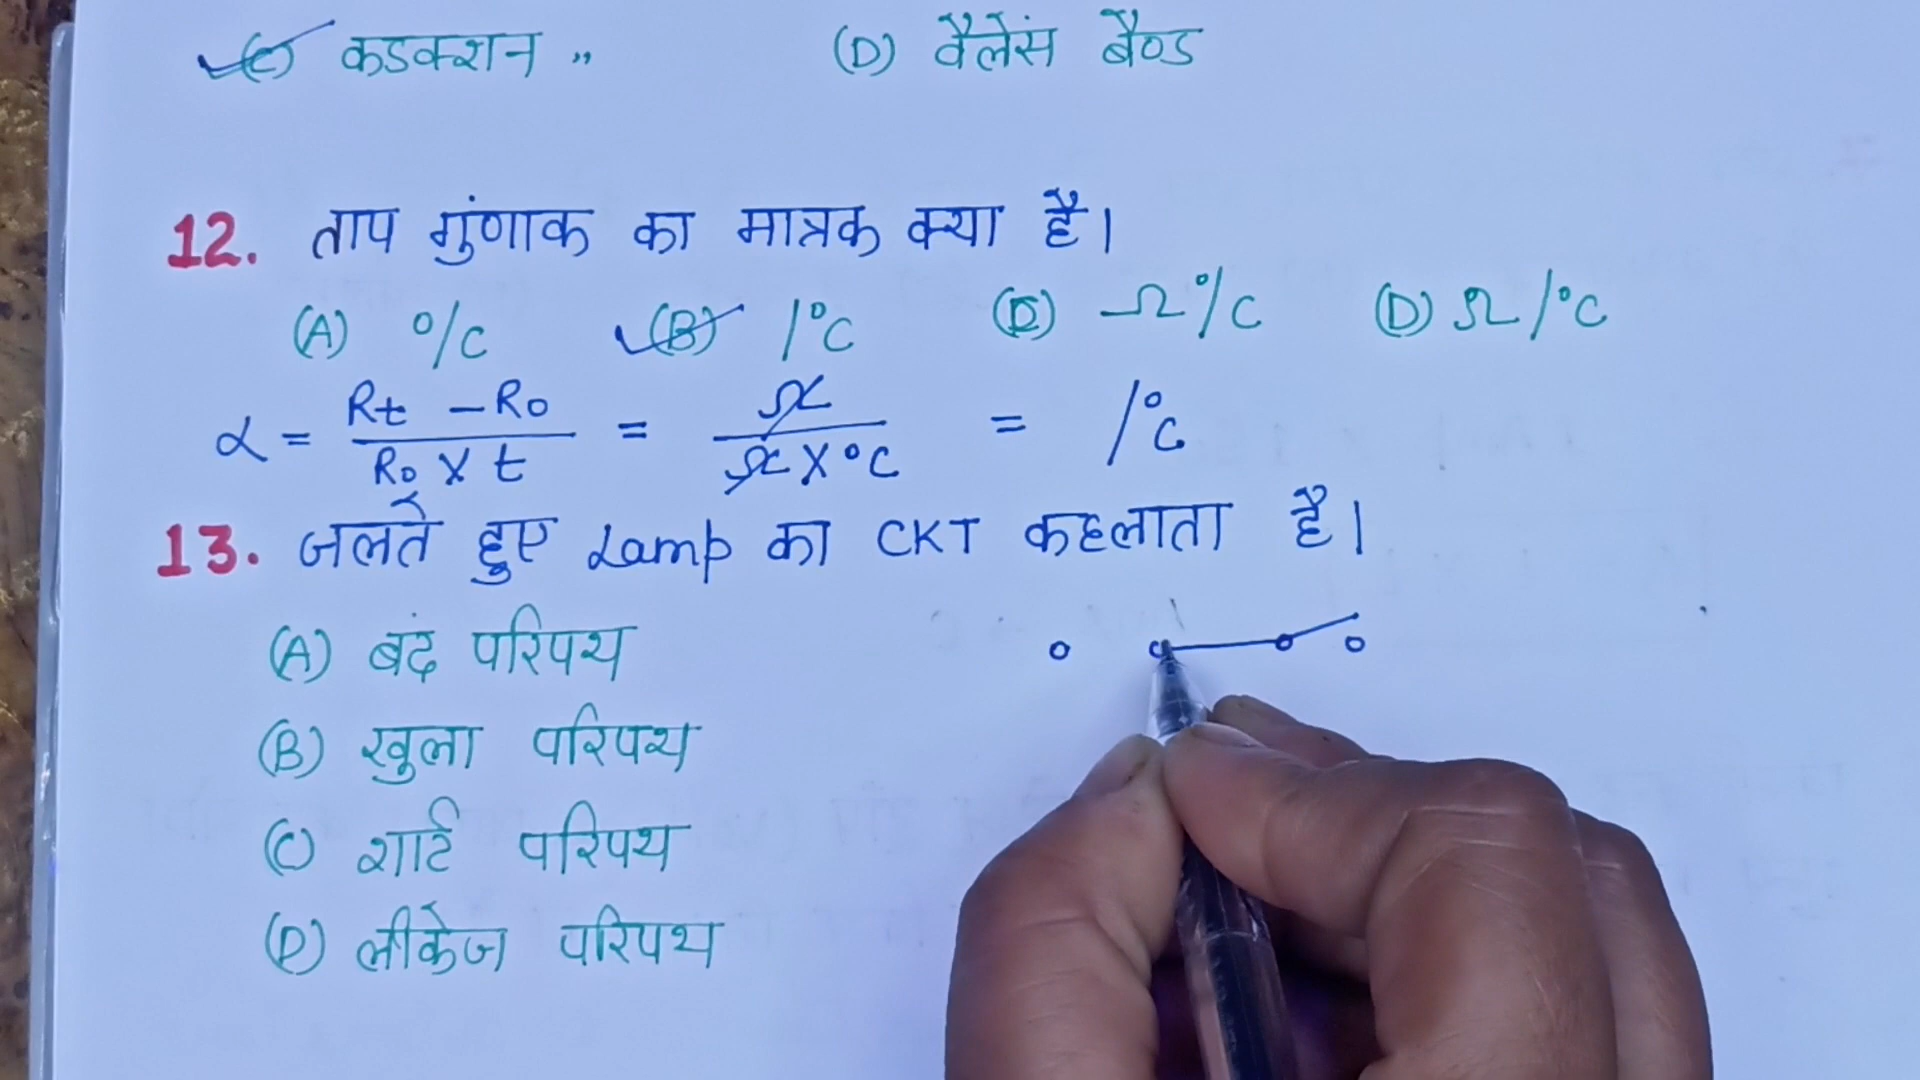 (C) कडक्शन ,, (D) वैलेंस बैण्ड
12. ताप गुंणाक का मात्रक क्या है।
(A) °/C (B) /°C (C) Ω°/C (D) Ω/°C
α = Rt - Ro / Ro X t = Ω / Ω X °C = /°C
13. जलते हुए Lamp का CKT कहलाता है।
(A) बंद परिपथ
(B) खुला परिपथ
(C) शार्ट परिपथ
(D) लीकेज परिपथ